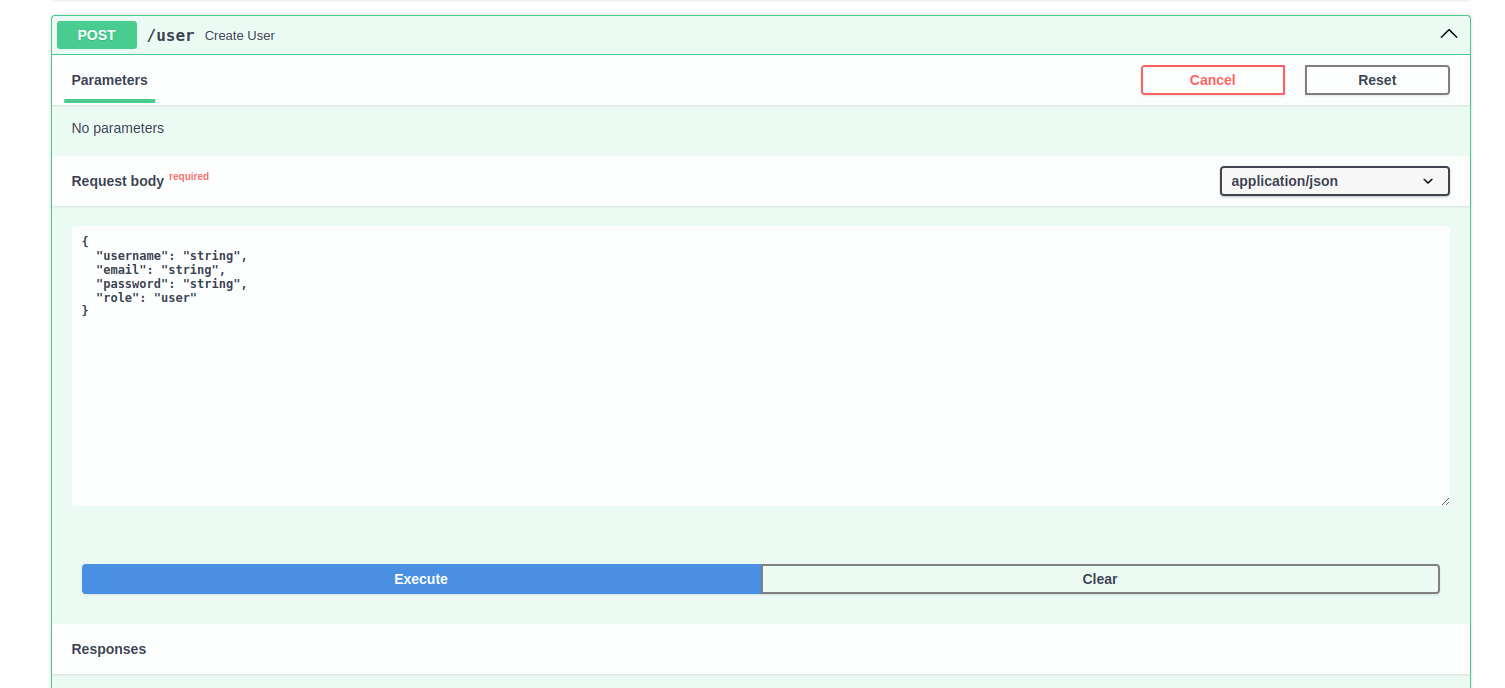 POST /user Create User
Parameters
Cancel
Reset
No parameters
Request body required
application/json
{
  "username": "string",
  "email": "string",
  "password": "string",
  "role": "user"
}
Execute
Clear
Responses